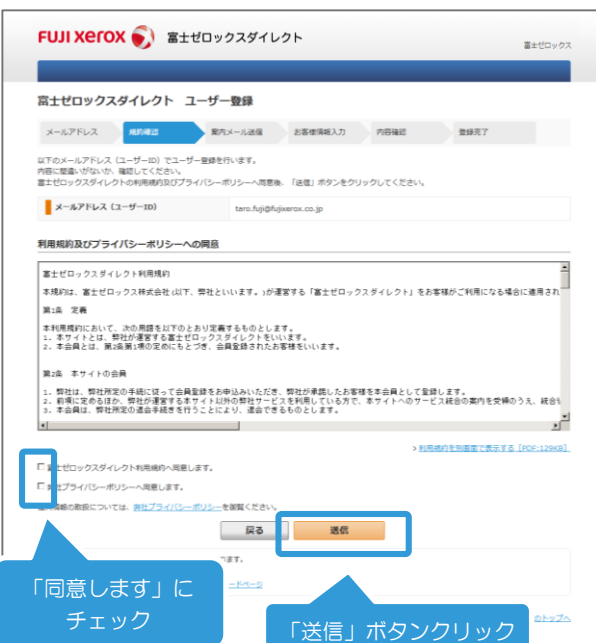 FUJI xerox 富士ゼロックスダイレクト
富士ゼロックス
富士ゼロックスダイレクト ユーザー登録
メールアドレス 規約確認 案内メール送信 お客様情報入力 内容確認 登録完了
以下のメールアドレス（ユーザーID）でユーザー登録を行います。
内容に間違いがないか、確認してください。
富士ゼロックスダイレクトの利用規約及びプライバシーポリシーへ同意後、「送信」ボタンをクリックしてください。
メールアドレス（ユーザーID） taro.fuji@fujixerox.co.jp
利用規約及びプライバシーポリシーへの同意
富士ゼロックスダイレクト利用規約
本規約は、富士ゼロックス株式会社(以下、弊社といいます。)が運営する「富士ゼロックスダイレクト」をお客様がご利用になる場合に適用され
第1条 定義
本利用規約において、次の用語を以下のとおり定義するものとします。
1. 本サイトとは、弊社が運営する富士ゼロックスダイレクトをいいます。
2. 本会員とは、第2条第1項の定めにもとづき、会員登録されたお客様をいいます。
第2条 本サイトの会員
1. 弊社は、弊社所定の手続に従って会員登録をお申込みいただき、弊社が承諾したお客様を本会員として登録します。
2. 前項に定めるほか、弊社が運営する本サイト以外の弊社サービスを利用している方で、本サイトへのサービス統合の案内を受領のうえ、統合
3. 本会員は、弊社所定の退会手続きを行うことにより、退会できるものとします。
> 利用規約を別画面で表示する [PDF:129KB]
士ゼロックスダイレクト利用規約へ同意します。
社プライバシーポリシーへ同意します。
情報の取扱については、弊社プライバシーポリシーを御覧ください。
戻る 送信
ます。
ードページ
のトップへ
「同意します」に
チェック
「送信」ボタンクリック